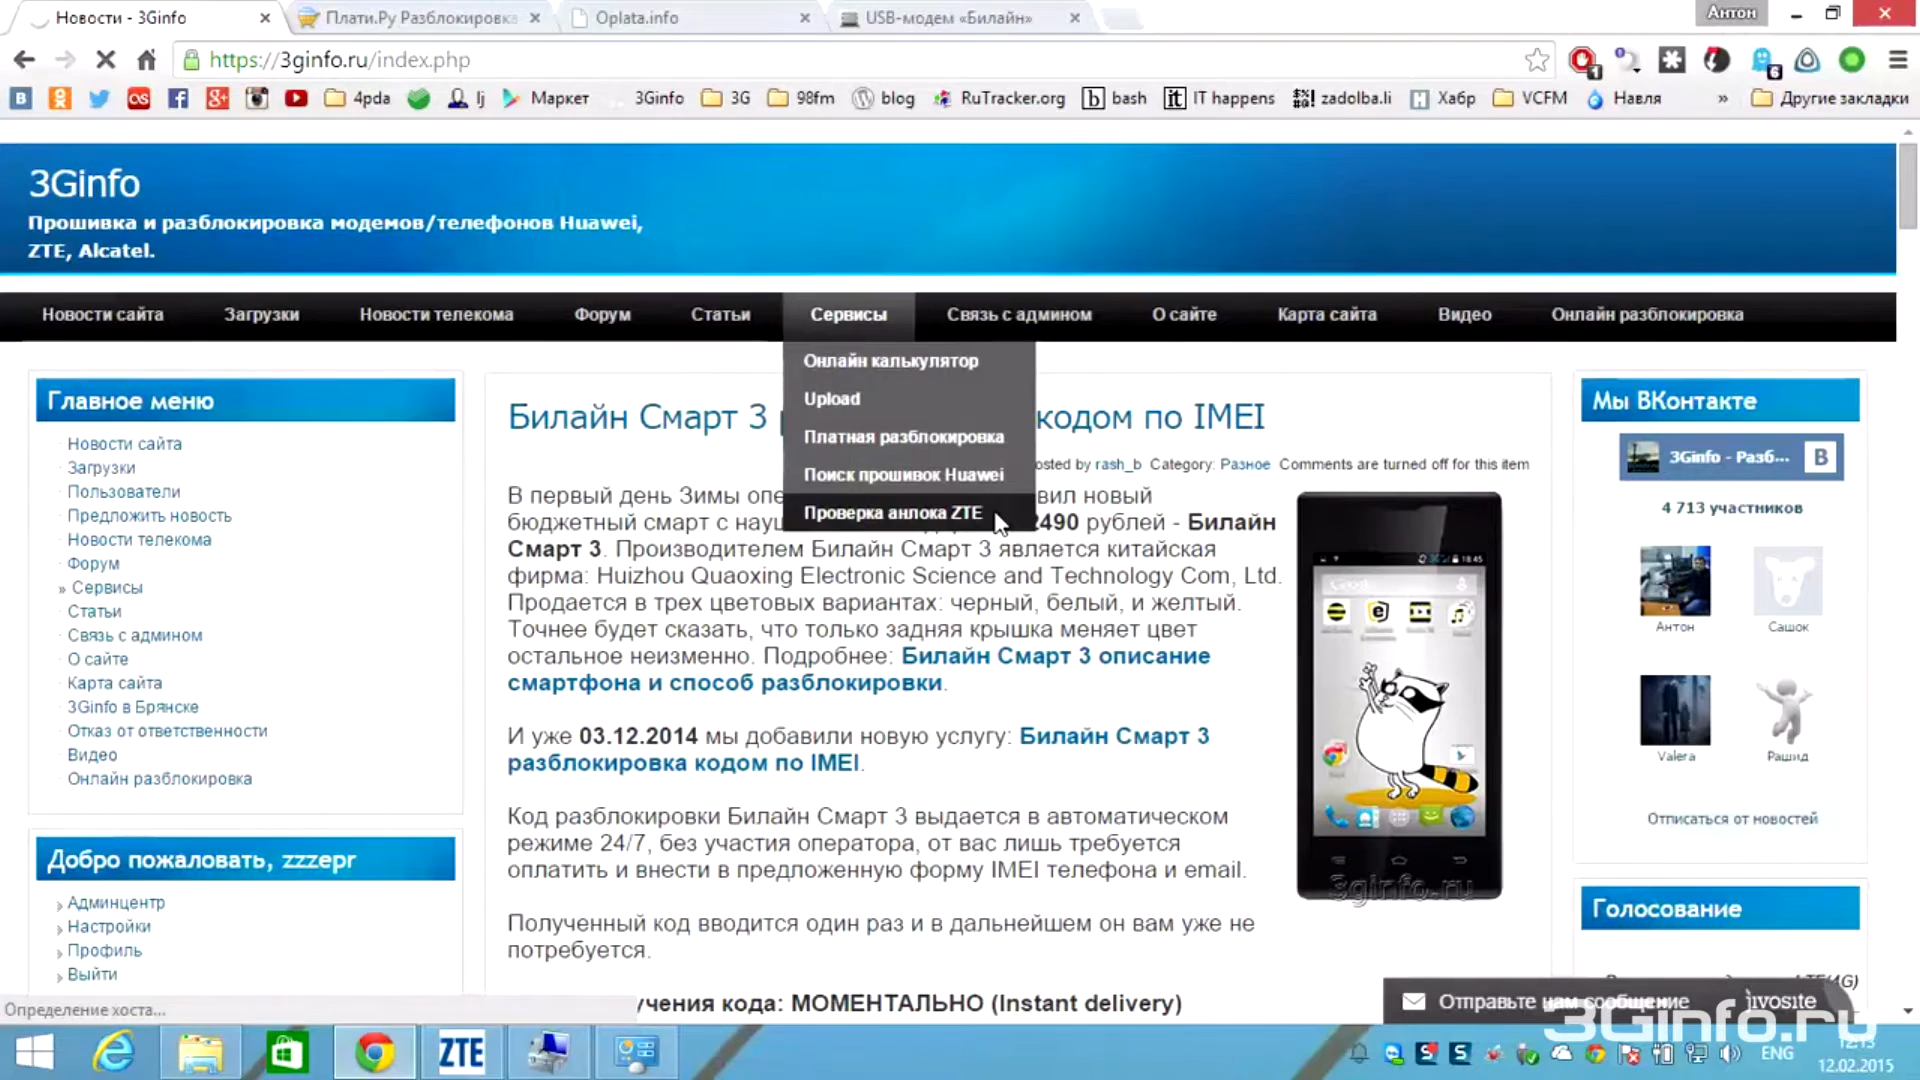 Новости - 3Ginfo
Плати.Ру Разблокировка
Oplata.info
USB-модем «Билайн»
Антон
https://3ginfo.ru/index.php
4pda
lj
Маркет
3Ginfo
3G
98fm
blog
RuTracker.org
bash
IT happens
zadolba.li
Хабр
VCFM
Навля
»
Другие закладки
3Ginfo
Прошивка и разблокировка модемов/телефонов Huawei,
ZTE, Alcatel.
Новости сайта
Загрузки
Новости телекома
Форум
Статьи
Сервисы
Связь с админом
О сайте
Карта сайта
Видео
Онлайн разблокировка
Онлайн калькулятор
Upload
Платная разблокировка
Поиск прошивок Huawei
Проверка анлока ZTE
Главное меню
Новости сайта
Загрузки
Пользователи
Предложить новость
Новости телекома
Форум
» Сервисы
Статьи
Связь с админом
О сайте
Карта сайта
3Ginfo в Брянске
Отказ от ответственности
Видео
Онлайн разблокировка
Добро пожаловать, zzzepr
Админцентр
Настройки
Профиль
Выйти
Определение хоста...
Билайн Смарт 3 р кодом по IMEI
osted by rash_b Category: Разное Comments are turned off for this item
В первый день Зимы опе вил новый
бюджетный смарт с науш 2490 рублей - Билайн
Смарт 3. Производителем Билайн Смарт 3 является китайская
фирма: Huizhou Quaoxing Electronic Science and Technology Com, Ltd.
Продается в трех цветовых вариантах: черный, белый, и желтый.
Точнее будет сказать, что только задняя крышка меняет цвет
остальное неизменно. Подробнее: Билайн Смарт 3 описание
смартфона и способ разблокировки.
И уже 03.12.2014 мы добавили новую услугу: Билайн Смарт 3
разблокировка кодом по IMEI.
Код разблокировки Билайн Смарт 3 выдается в автоматическом
режиме 24/7, без участия оператора, от вас лишь требуется
оплатить и внести в предложенную форму IMEI телефона и email.
Полученный код вводится один раз и в дальнейшем он вам уже не
потребуется.
учения кода: МОМЕНТАЛЬНО (Instant delivery)
18:45
Google
3ginfo.ru
Мы ВКонтакте
3Ginfo - Разб...
В
4 713 участников
Антон
Сашок
Valera
Рашид
Отписаться от новостей
Голосование
Отправьте нам сообщение
jivosite
3Ginfo.ru
ZTE
ENG
12:13
12.02.2015